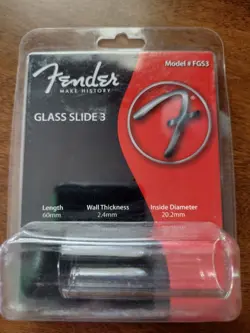 Model # FGS3
Fender
MAKE HISTORY
GLASS SLIDE 3
Length
60mm
Wall Thickness
2.4mm
Inside Diameter
20.2mm